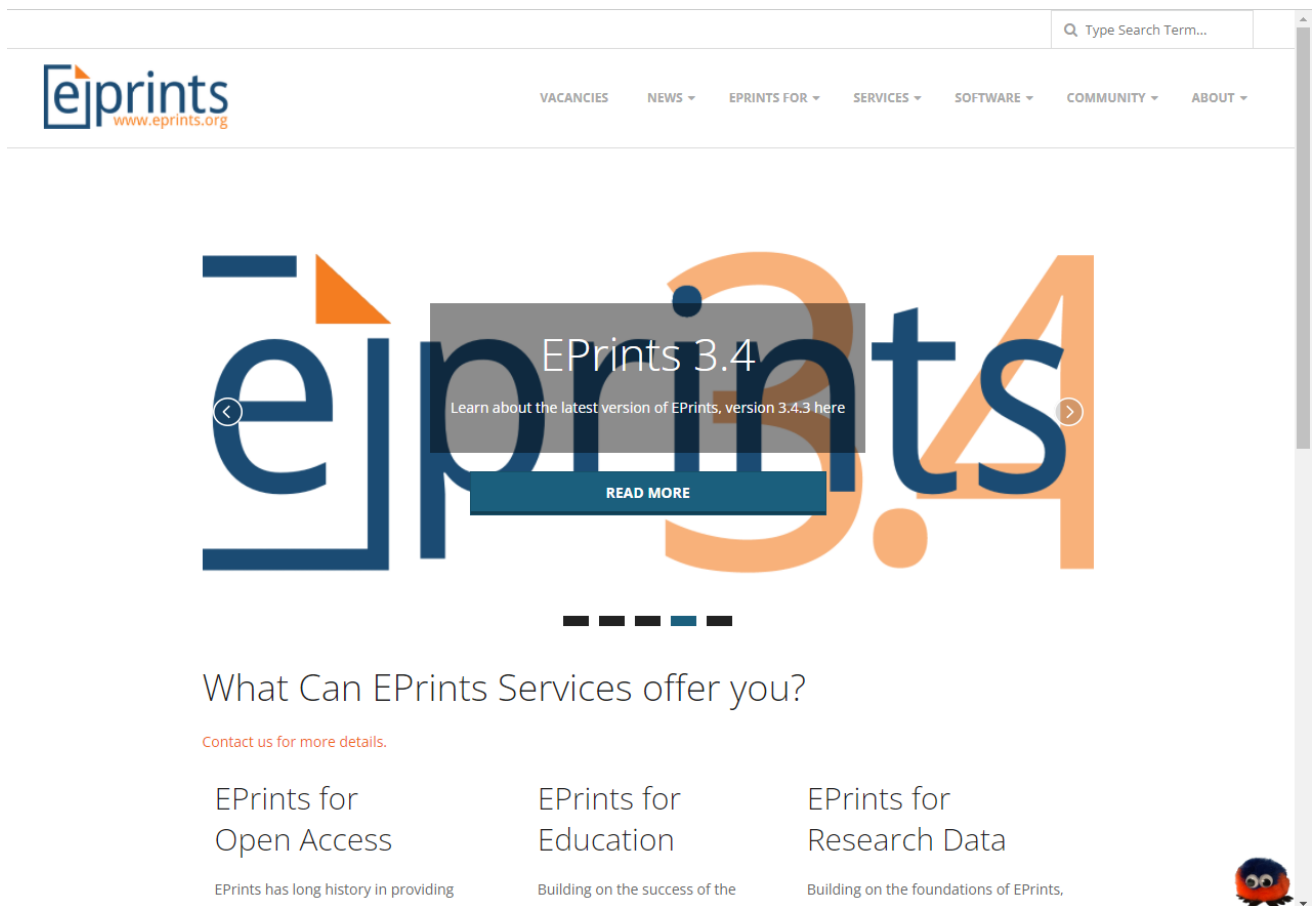 Type Search Term...
eprints
www.eprints.org
VACANCIES NEWS EPRINTS FOR SERVICES SOFTWARE COMMUNITY ABOUT
eprints 3.4
EPrints 3.4
Learn about the latest version of EPrints, version 3.4.3 here
READ MORE
What Can EPrints Services offer you?
Contact us for more details.
EPrints for
Open Access
EPrints has long history in providing
EPrints for
Education
Building on the success of the
EPrints for
Research Data
Building on the foundations of EPrints,